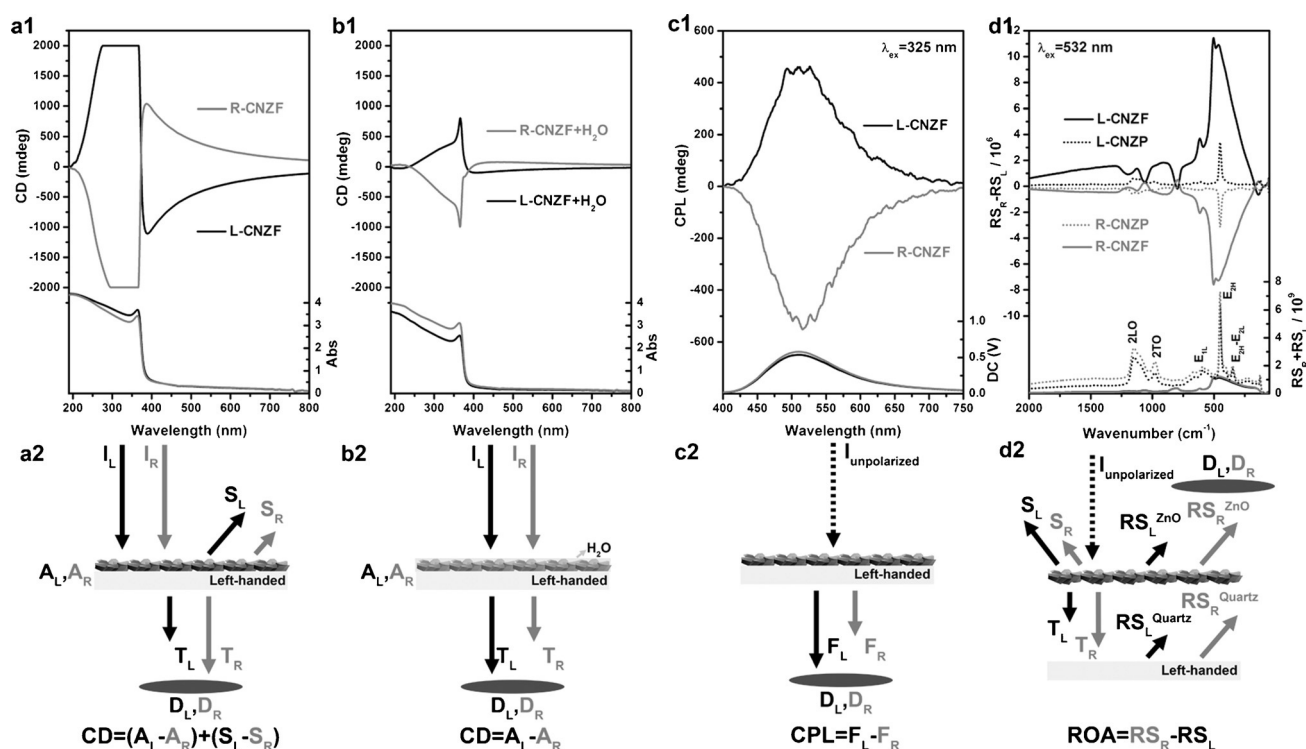 a1
2000
1500
1000
500
0
-500
-1000
-1500
-2000
CD (mdeg)
R-CNZF
L-CNZF
4
3
2
1
0
Abs
200 300 400 500 600 700 800
Wavelength (nm)
b1
2000
1500
1000
500
0
-500
-1000
-1500
-2000
CD (mdeg)
R-CNZF+H2O
L-CNZF+H2O
4
3
2
1
0
Abs
200 300 400 500 600 700 800
Wavelength (nm)
c1
600
400
200
0
-200
-400
-600
CPL (mdeg)
λex=325 nm
L-CNZF
R-CNZF
1.0
0.5
0.0
DC (V)
400 450 500 550 600 650 700 750
Wavelength (nm)
d1
12
10
8
6
4
2
0
-2
-4
-6
-8
-10
RSR-RSL / 10⁶
λex=532 nm
L-CNZF
L-CNZP
R-CNZP
R-CNZF
2LO
2TO
E1L
E2H
E2H-E2L
8
6
4
2
0
RSR+RSL / 10⁹
2000 1500 1000 500
Wavenumber (cm⁻¹)
a2
IL IR
SL
SR
AL,AR
Left-handed
TL TR
DL,DR
CD=(AL-AR)+(SL-SR)
b2
IL IR
H2O
AL,AR
Left-handed
TL TR
DL,DR
CD=AL-AR
c2
Iunpolarized
Left-handed
FL FR
DL,DR
CPL=FL-FR
d2
Iunpolarized
DL,DR
SL SR RSL ZnO RSR ZnO
TL TR RSL Quartz RSR Quartz
Left-handed
ROA=RSR-RSL